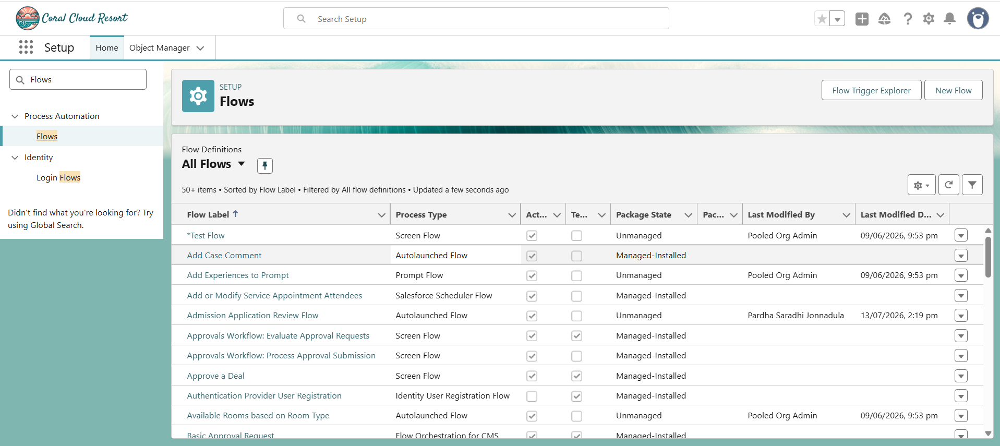 Coral Cloud Resort
Search Setup
Setup
Home
Object Manager
Flows
Process Automation
Flows
Identity
Login Flows
Didn't find what you're looking for? Try
using Global Search.
SETUP
Flows
Flow Trigger Explorer
New Flow
Flow Definitions
All Flows
50+ items • Sorted by Flow Label • Filtered by All flow definitions • Updated a few seconds ago
Flow Label Process Type Act... Te... Package State Pac... Last Modified By Last Modified D...
*Test Flow Screen Flow Unmanaged Pooled Org Admin 09/06/2026, 9:53 pm
Add Case Comment Autolaunched Flow Managed-Installed
Add Experiences to Prompt Prompt Flow Unmanaged Pooled Org Admin 09/06/2026, 9:53 pm
Add or Modify Service Appointment Attendees Salesforce Scheduler Flow Managed-Installed
Admission Application Review Flow Autolaunched Flow Unmanaged Pardha Saradhi Jonnadula 13/07/2026, 2:19 pm
Approvals Workflow: Evaluate Approval Requests Screen Flow Managed-Installed
Approvals Workflow: Process Approval Submission Screen Flow Managed-Installed
Approve a Deal Screen Flow Managed-Installed
Authentication Provider User Registration Identity User Registration Flow Managed-Installed
Available Rooms based on Room Type Autolaunched Flow Unmanaged Pooled Org Admin 09/06/2026, 9:53 pm
Basic Approval Request Flow Orchestration for CMS Managed-Installed